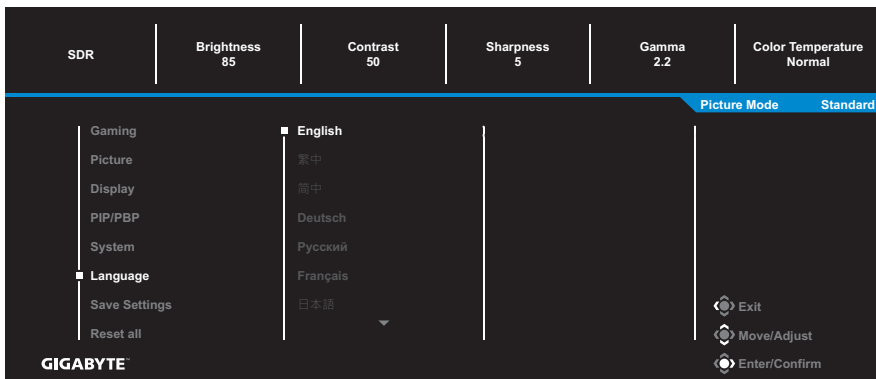 SDR
Brightness
85
Contrast
50
Sharpness
5
Gamma
2.2
Color Temperature
Normal
Picture Mode Standard
Gaming
Picture
Display
PIP/PBP
System
Language
Save Settings
Reset all
English
繁中
简中
Deutsch
Русский
Français
日本語
Exit
Move/Adjust
Enter/Confirm
GIGABYTE™